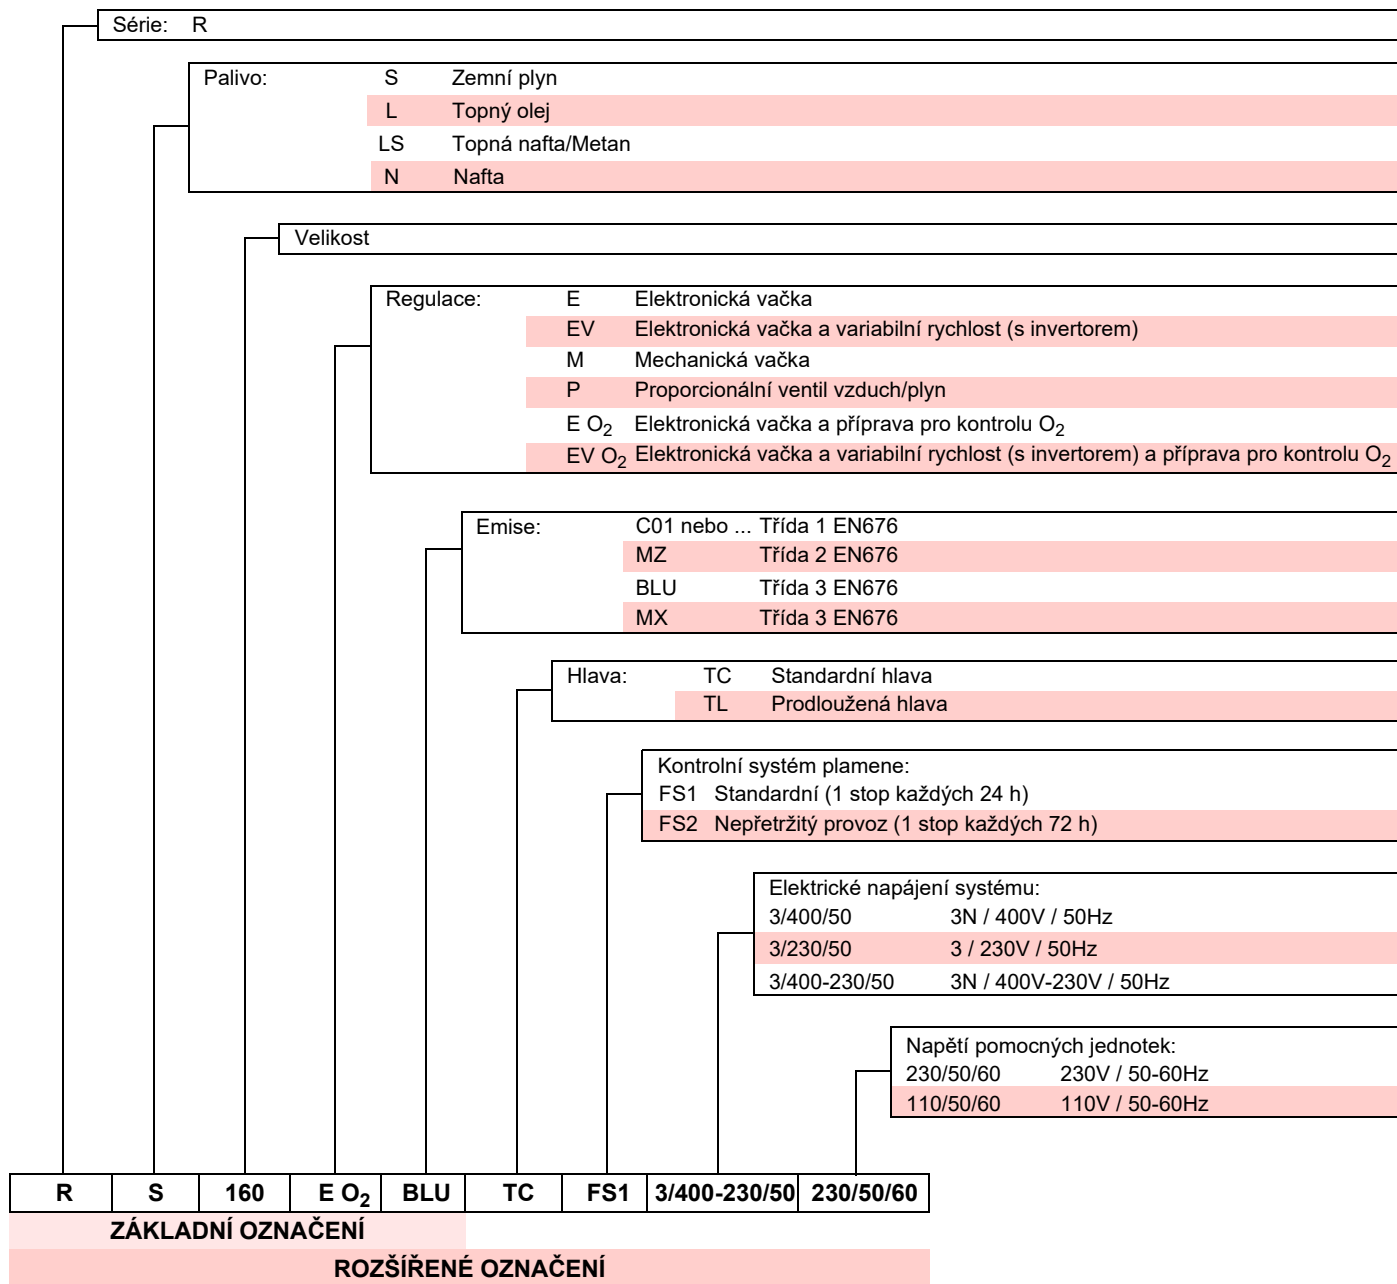 Série: R
Palivo: S Zemní plyn
L Topný olej
LS Topná nafta/Metan
N Nafta
Velikost
Regulace: E Elektronická vačka
EV Elektronická vačka a variabilní rychlost (s invertorem)
M Mechanická vačka
P Proporcionální ventil vzduch/plyn
E O2 Elektronická vačka a příprava pro kontrolu O2
EV O2 Elektronická vačka a variabilní rychlost (s invertorem) a příprava pro kontrolu O2
Emise: C01 nebo ... Třída 1 EN676
MZ Třída 2 EN676
BLU Třída 3 EN676
MX Třída 3 EN676
Hlava: TC Standardní hlava
TL Prodloužená hlava
Kontrolní systém plamene:
FS1 Standardní (1 stop každých 24 h)
FS2 Nepřetržitý provoz (1 stop každých 72 h)
Elektrické napájení systému:
3/400/50 3N / 400V / 50Hz
3/230/50 3 / 230V / 50Hz
3/400-230/50 3N / 400V-230V / 50Hz
Napětí pomocných jednotek:
230/50/60 230V / 50-60Hz
110/50/60 110V / 50-60Hz
R S 160 E O2 BLU TC FS1 3/400-230/50 230/50/60
ZÁKLADNÍ OZNAČENÍ
ROZŠÍŘENÉ OZNAČENÍ